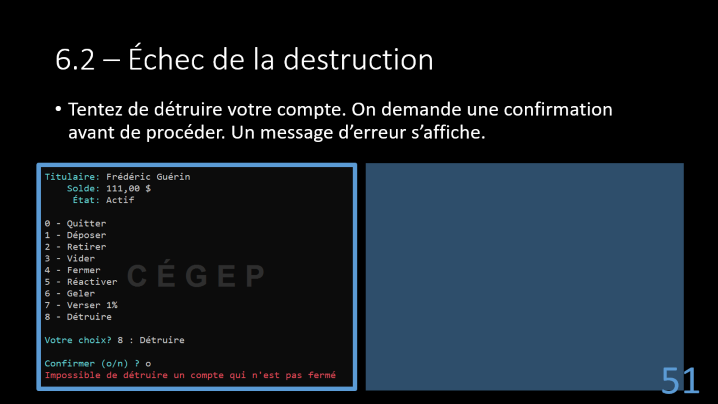 6.2 – Échec de la destruction
• Tentez de détruire votre compte. On demande une confirmation
avant de procéder. Un message d’erreur s’affiche.
Titulaire: Frédéric Guérin
Solde: 111,00 $
État: Actif
0 - Quitter
1 - Déposer
2 - Retirer
3 - Vider
4 - Fermer
5 - Réactiver
6 - Geler
7 - Verser 1%
8 - Détruire
CÉGEP
Votre choix? 8 : Détruire
Confirmer (o/n) ? o
Impossible de détruire un compte qui n'est pas fermé
51